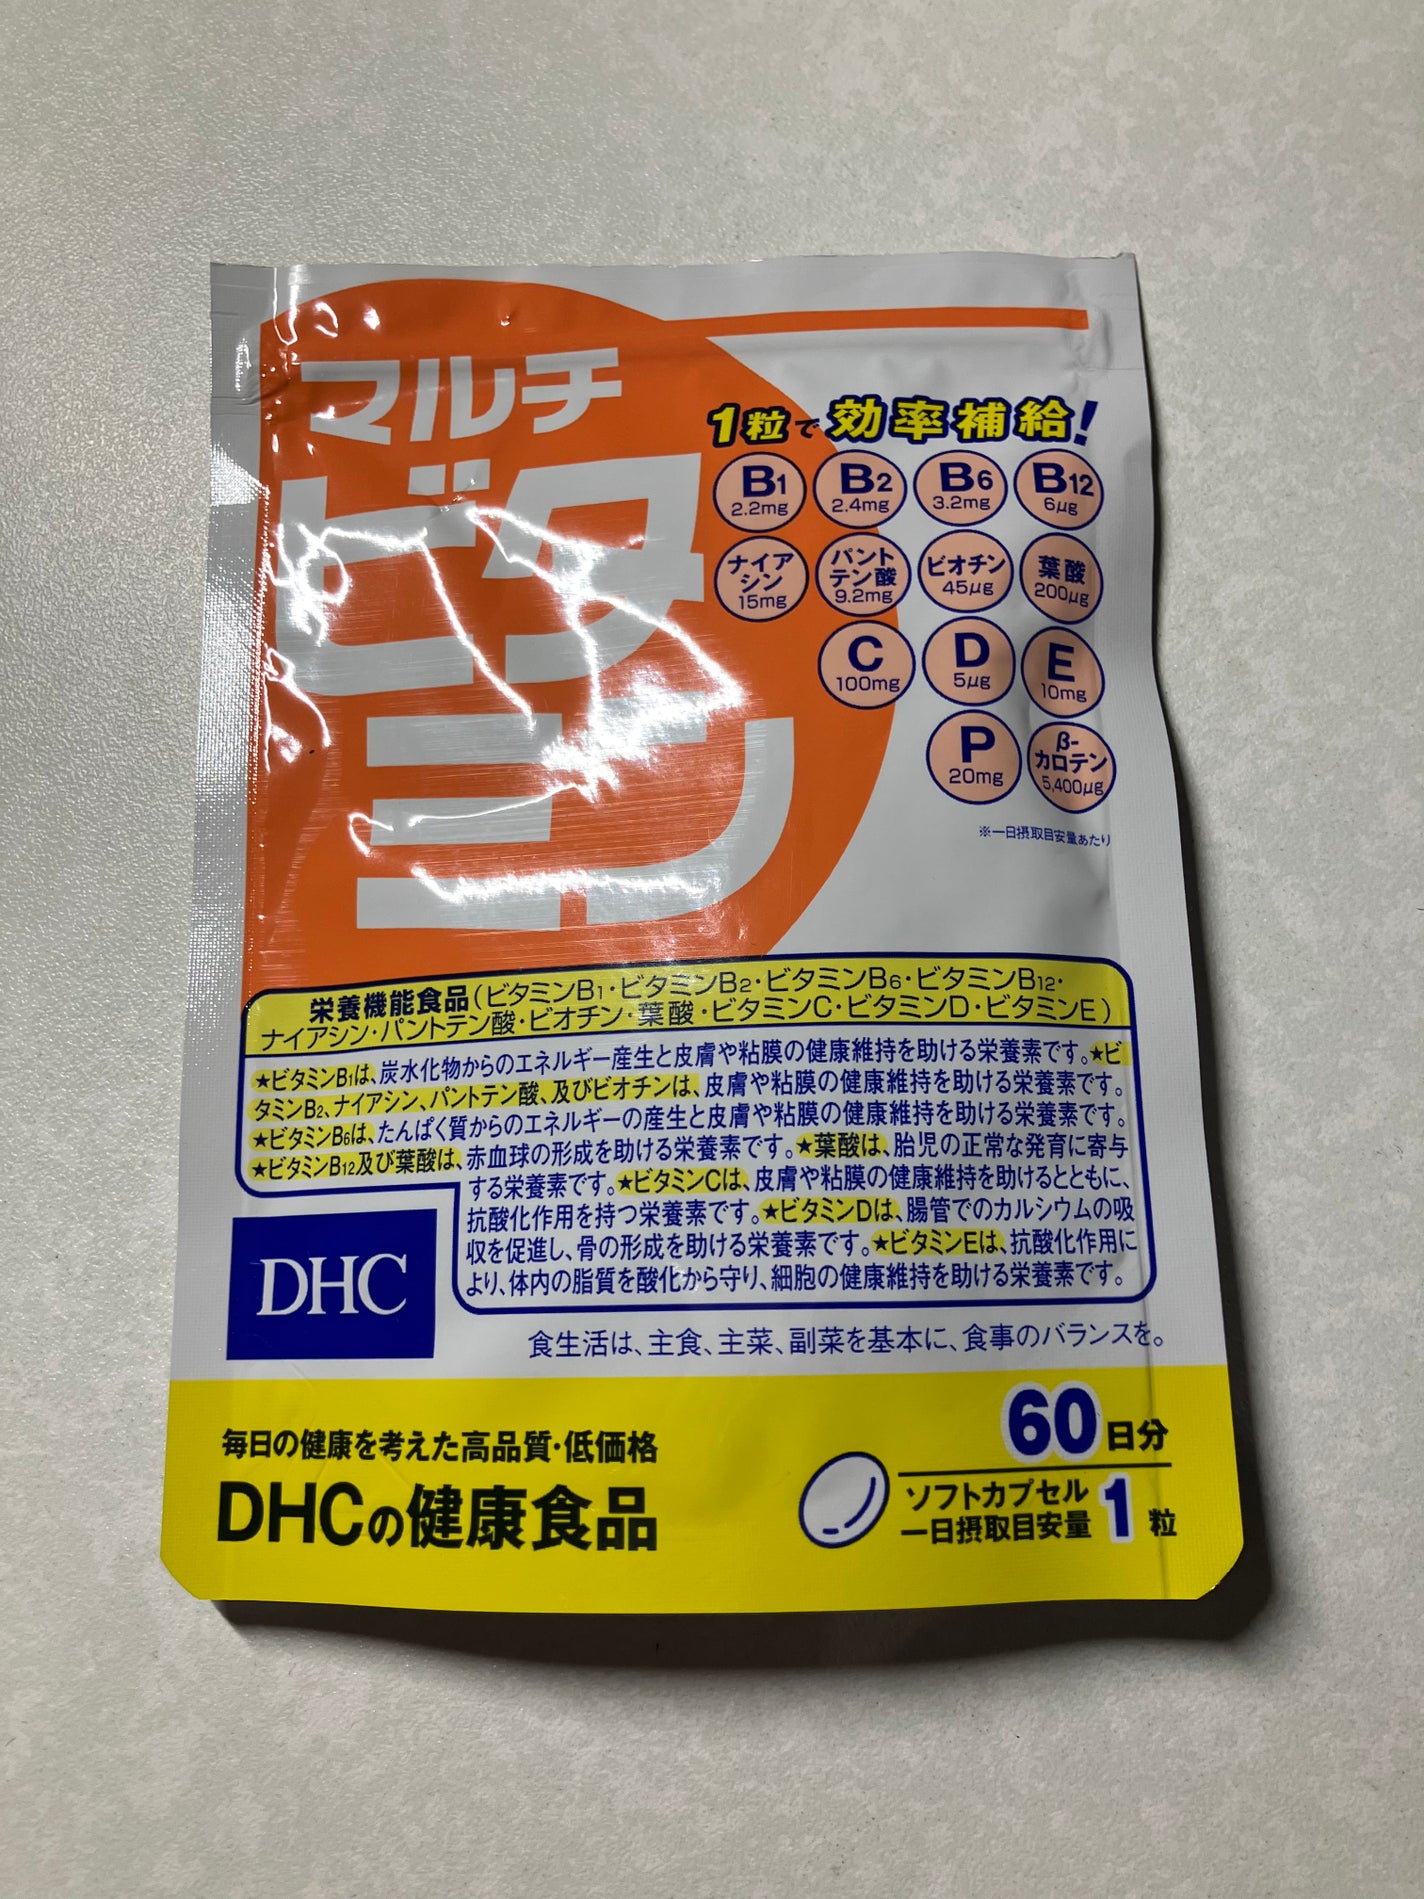 マルチ
ビタ
ミン
1粒で効率補給!
B1 B2 B6 B12
2.2mg 2.4mg 3.2mg 6μg
ナイア パント ビオチン 葉酸
シン テン酸 45μg 200μg
15mg 9.2mg
C D E
100mg 5μg 10mg
P β-
20mg カロテン
5,400μg
※一日摂取目安量あたり
栄養機能食品(ビタミンB1・ビタミンB2・ビタミンB6・ビタミンB12・
ナイアシン・パントテン酸・ビオチン・葉酸・ビタミンC・ビタミンD・ビタミンE)
★ビタミンB1は、炭水化物からのエネルギー産生と皮膚や粘膜の健康維持を助ける栄養素です。★ビ
タミンB2、ナイアシン、パントテン酸、及びビオチンは、皮膚や粘膜の健康維持を助ける栄養素です。
★ビタミンB6は、たんぱく質からのエネルギーの産生と皮膚や粘膜の健康維持を助ける栄養素です。
★ビタミンB12及び葉酸は、赤血球の形成を助ける栄養素です。★葉酸は、胎児の正常な発育に寄与
する栄養素です。★ビタミンCは、皮膚や粘膜の健康維持を助けるとともに、
抗酸化作用を持つ栄養素です。★ビタミンDは、腸管でのカルシウムの吸
収を促進し、骨の形成を助ける栄養素です。★ビタミンEは、抗酸化作用に
より、体内の脂質を酸化から守り、細胞の健康維持を助ける栄養素です。
DHC
食生活は、主食、主菜、副菜を基本に、食事のバランスを。
毎日の健康を考えた高品質・低価格
DHCの健康食品
60日分
ソフトカプセル
一日摂取目安量 1粒